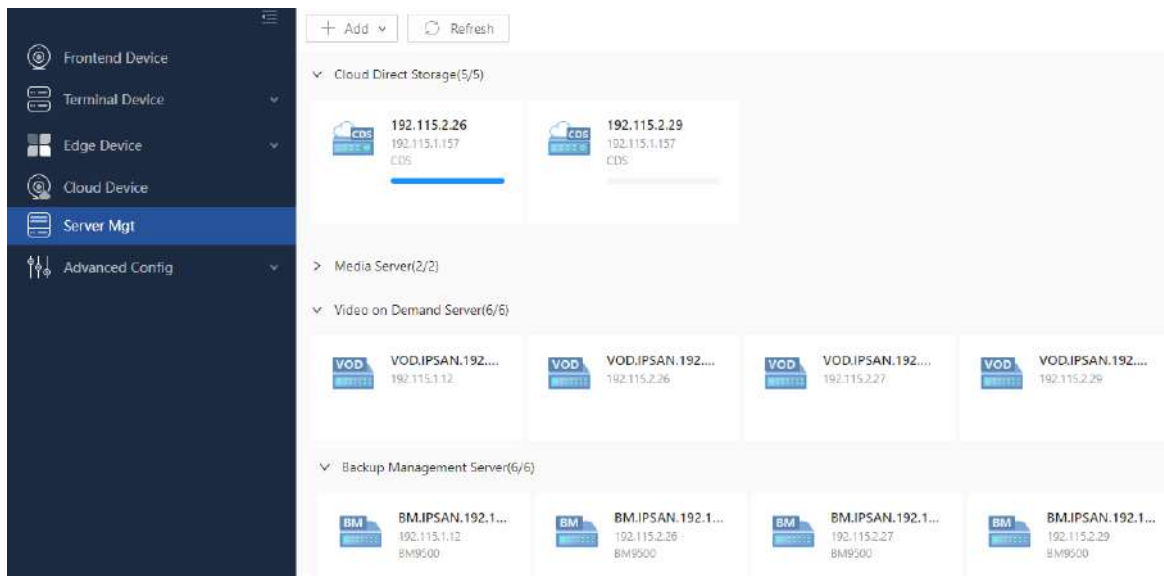 Add
Refresh
Frontend Device
Terminal Device
Edge Device
Cloud Device
Server Mgt
Advanced Config
Cloud Direct Storage(5/5)
CDS
192.115.2.26
192.115.1.157
CDS
CDS
192.115.2.29
192.115.1.157
CDS
Media Server(2/2)
Video on Demand Server(6/6)
VOD
VOD.IPSAN.192....
192.115.1.12
VOD
VOD.IPSAN.192....
192.115.2.26
VOD
VOD.IPSAN.192....
192.115.2.27
VOD
VOD.IPSAN.192....
192.115.2.29
Backup Management Server(6/6)
BM
BM.IPSAN.192.1...
192.115.1.12
BM9500
BM
BM.IPSAN.192.1...
192.115.2.26
BM9500
BM
BM.IPSAN.192.1...
192.115.2.27
BM9500
BM
BM.IPSAN.192.1...
192.115.2.29
BM9500